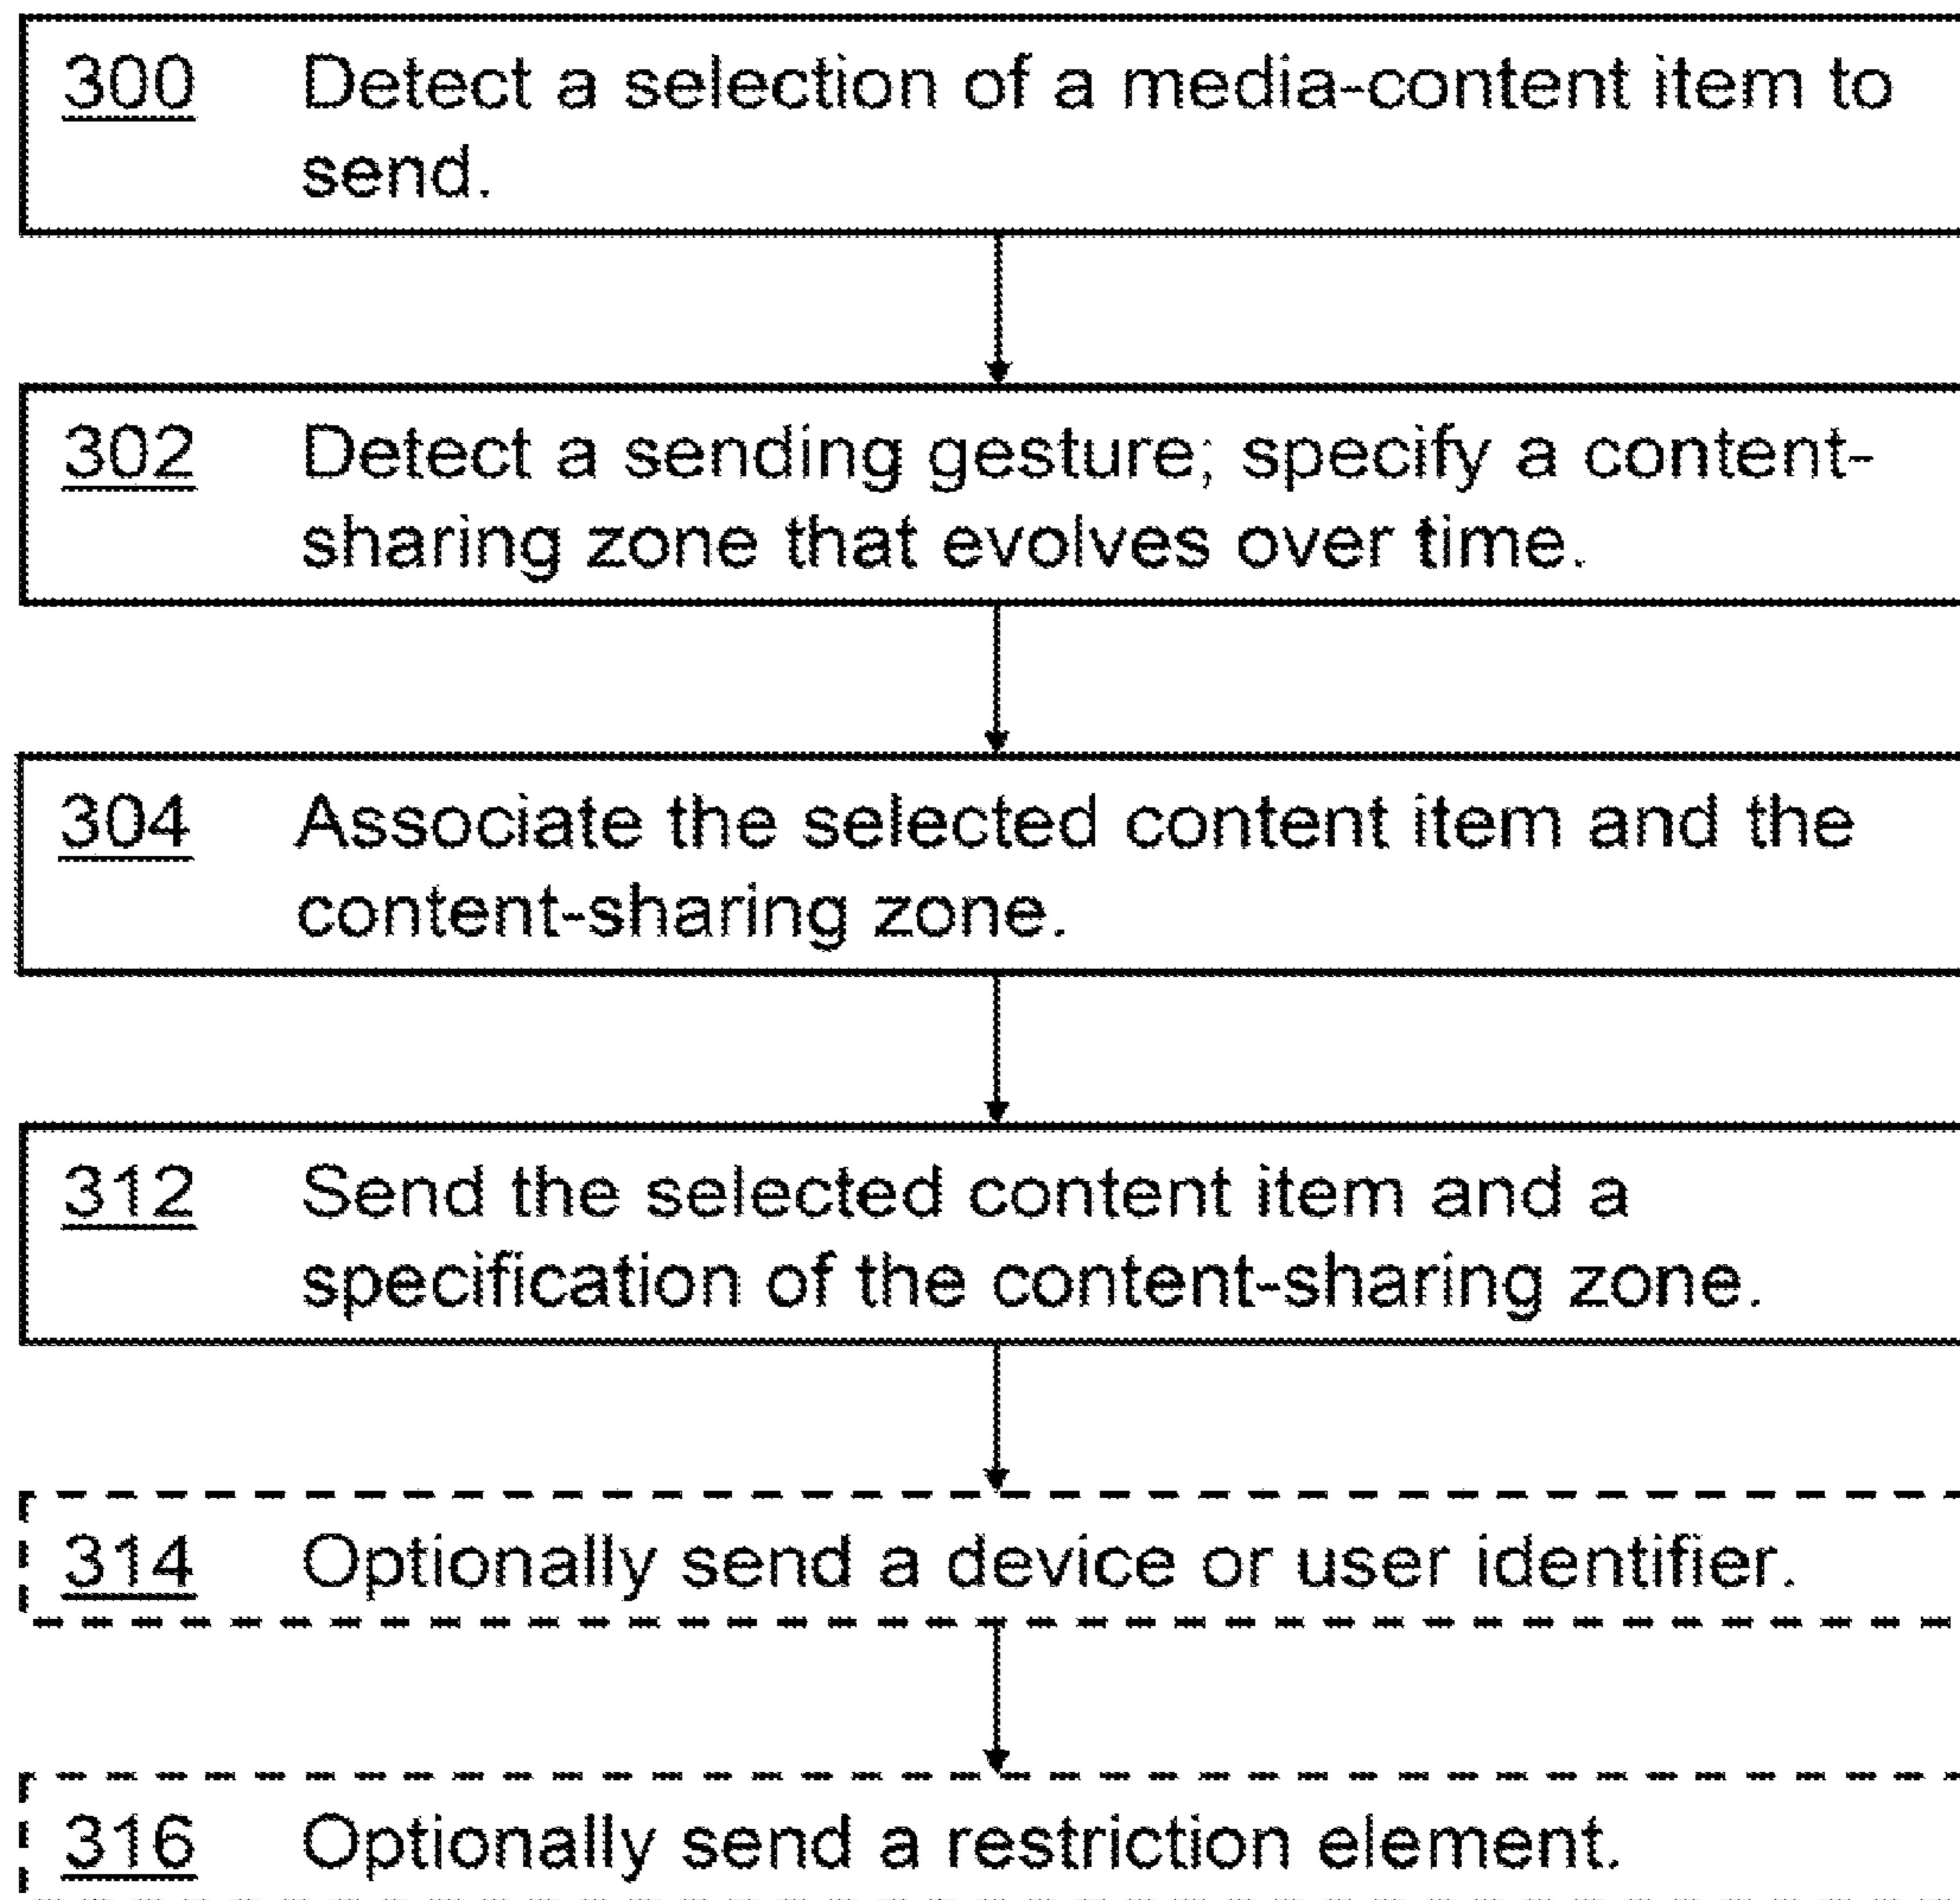 300 Detect a selection of a media-content item to
send.
302 Detect a sending gesture; specify a content-
sharing zone that evolves over time.
304 Associate the selected content item and the
content-sharing zone.
312 Send the selected content item and a
specification of the content-sharing zone.
314 Optionally send a device or user identifier.
316 Optionally send a restriction element.